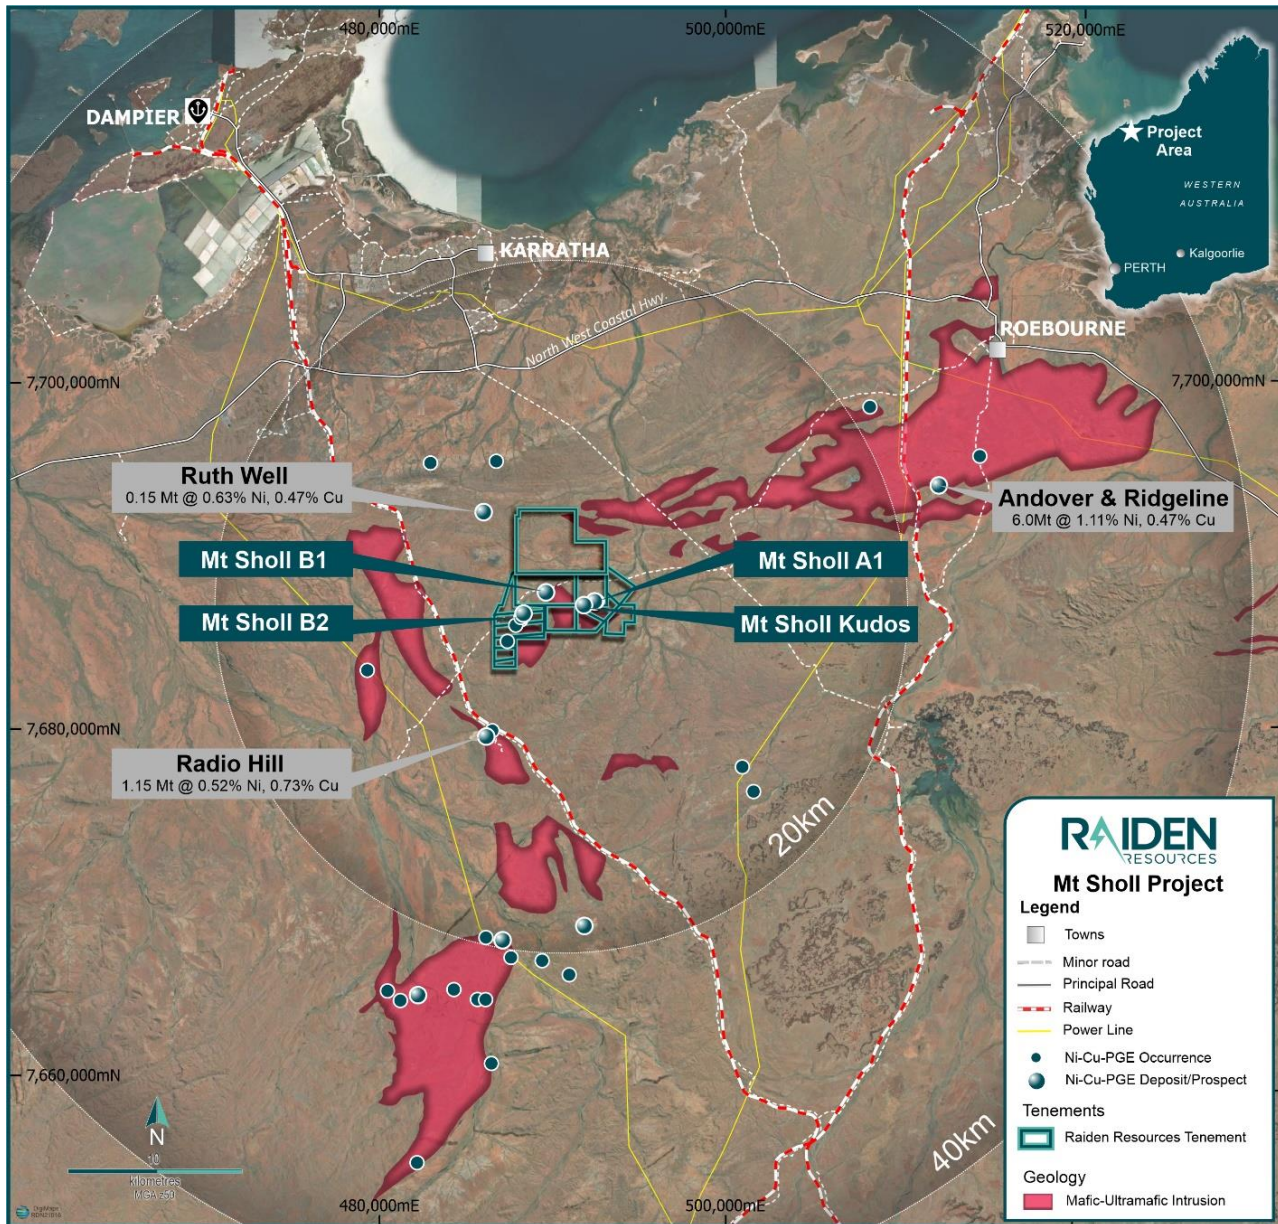 480,000mE
500,000mE
520,000mE
DAMPIER
Project
Area
WESTERN
AUSTRALIA
Kalgoorlie
PERTH
KARRATHA
North West Coastal Hwy.
ROEBOURNE
7,700,000mN
7,700,000mN
Ruth Well
0.15 Mt @ 0.63% Ni, 0.47% Cu
Andover & Ridgeline
6.0Mt @ 1.11% Ni, 0.47% Cu
Mt Sholl B1
Mt Sholl A1
Mt Sholl B2
Mt Sholl Kudos
7,680,000mN
Radio Hill
1.15 Mt @ 0.52% Ni, 0.73% Cu
20km
40km
7,660,000mN
N
10
kilometres
MGA z50
480,000mE
500,000mE
RAIDEN
RESOURCES
Mt Sholl Project
Legend
Towns
Minor road
Principal Road
Railway
Power Line
Ni-Cu-PGE Occurrence
Ni-Cu-PGE Deposit/Prospect
Tenements
Raiden Resources Tenement
Geology
Mafic-Ultramafic Intrusion